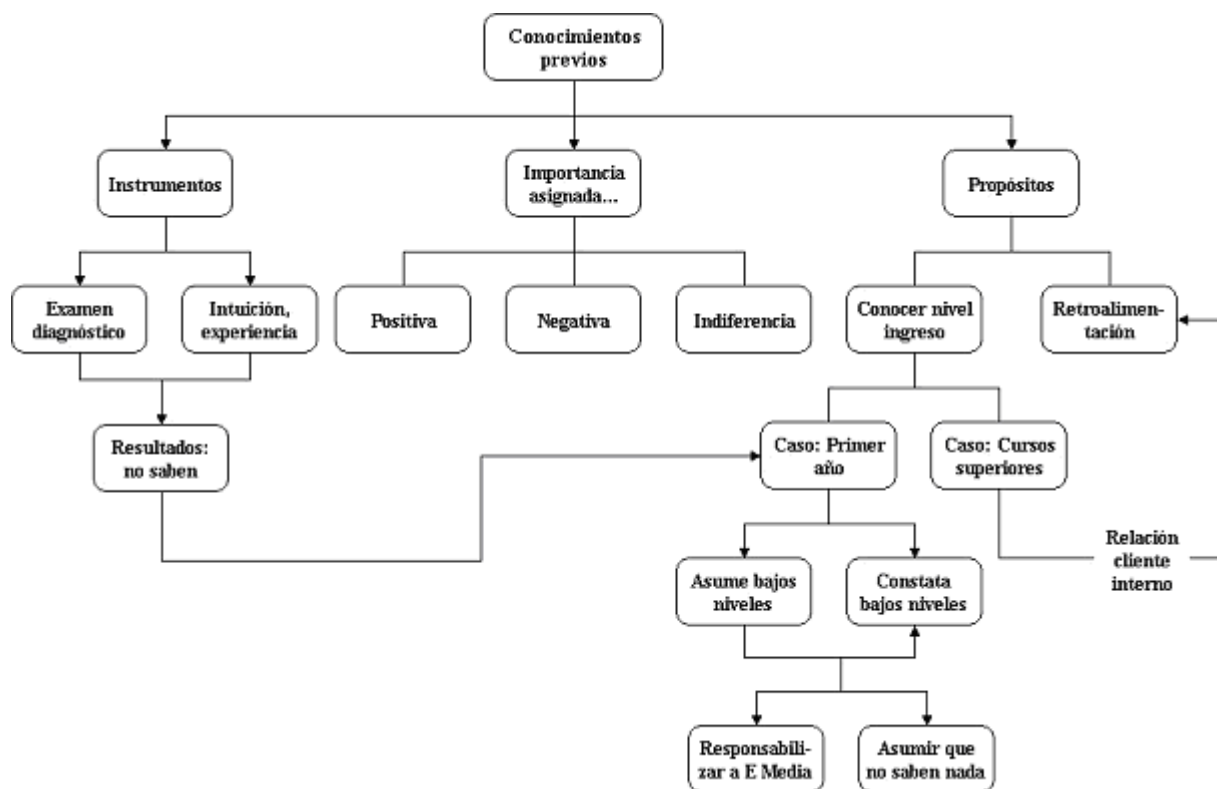 Conocimientos
previos
Instrumentos
Importancia
asignada...
Propósitos
Examen
diagnóstico
Intuición,
experiencia
Positiva
Negativa
Indiferencia
Conocer nivel
ingreso
Retroalimen-
tación
Resultados:
no saben
Caso: Primer
año
Caso: Cursos
superiores
Relación
cliente
interno
Asume bajos
niveles
Constata
bajos niveles
Responsabili-
zar a E Media
Asumir que
no saben nada